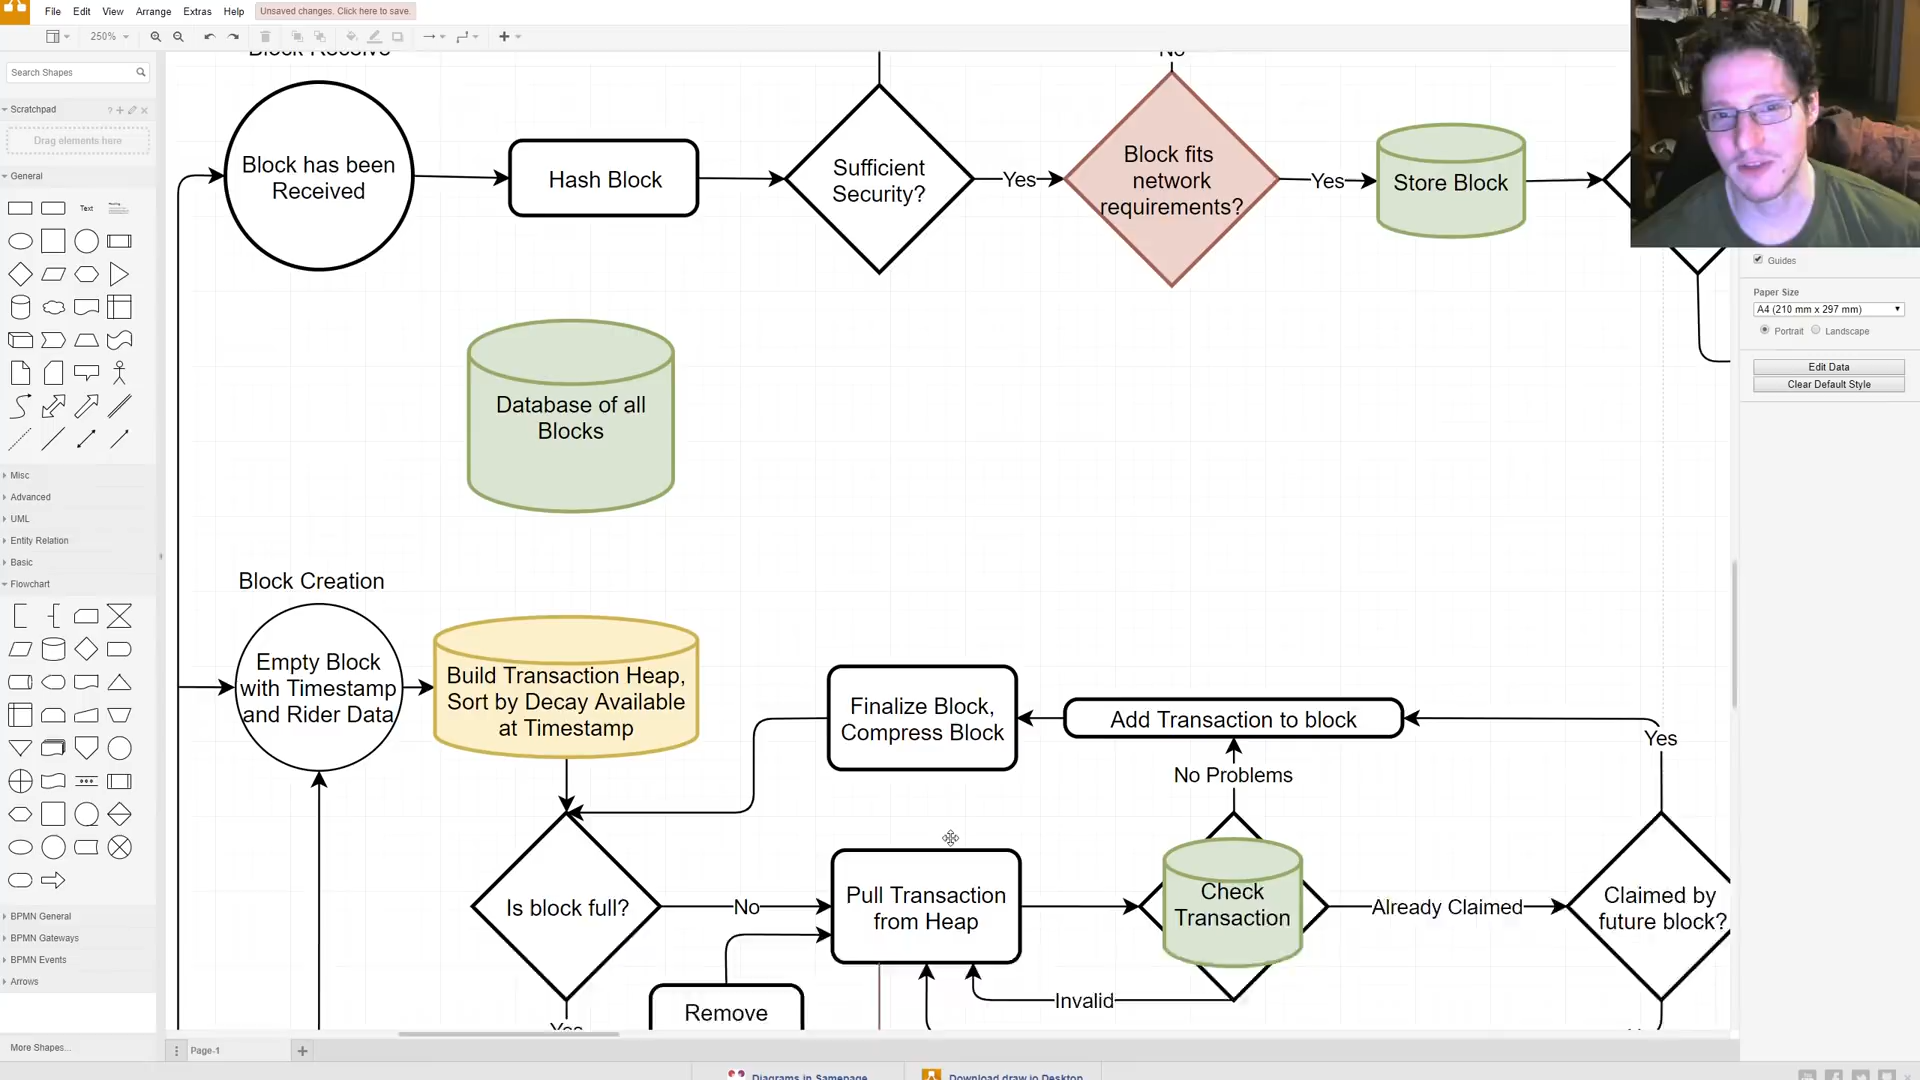 File Edit View Arrange Extras Help Unsaved changes. Click here to save.
250%
Search Shapes
Scratchpad
?
Drag elements here
General
Text
Misc
Advanced
UML
Entity Relation
Basic
Flowchart
BPMN General
BPMN Gateways
BPMN Events
Arrows
More Shapes...
Block Receive
No
Block has been
Received
Hash Block
Sufficient
Security?
Yes
Block fits
network
requirements?
Yes
Store Block
Database of all
Blocks
Block Creation
Empty Block
with Timestamp
and Rider Data
Build Transaction Heap,
Sort by Decay Available
at Timestamp
Finalize Block,
Compress Block
Add Transaction to block
Yes
No Problems
Is block full?
No
Pull Transaction
from Heap
Check
Transaction
Already Claimed
Claimed by
future block?
Invalid
Remove
Yes
Guides
Paper Size
A4 (210 mm x 297 mm)
Portrait Landscape
Edit Data
Clear Default Style
Page-1
Diagrams in Samepage
Download draw.io Desktop